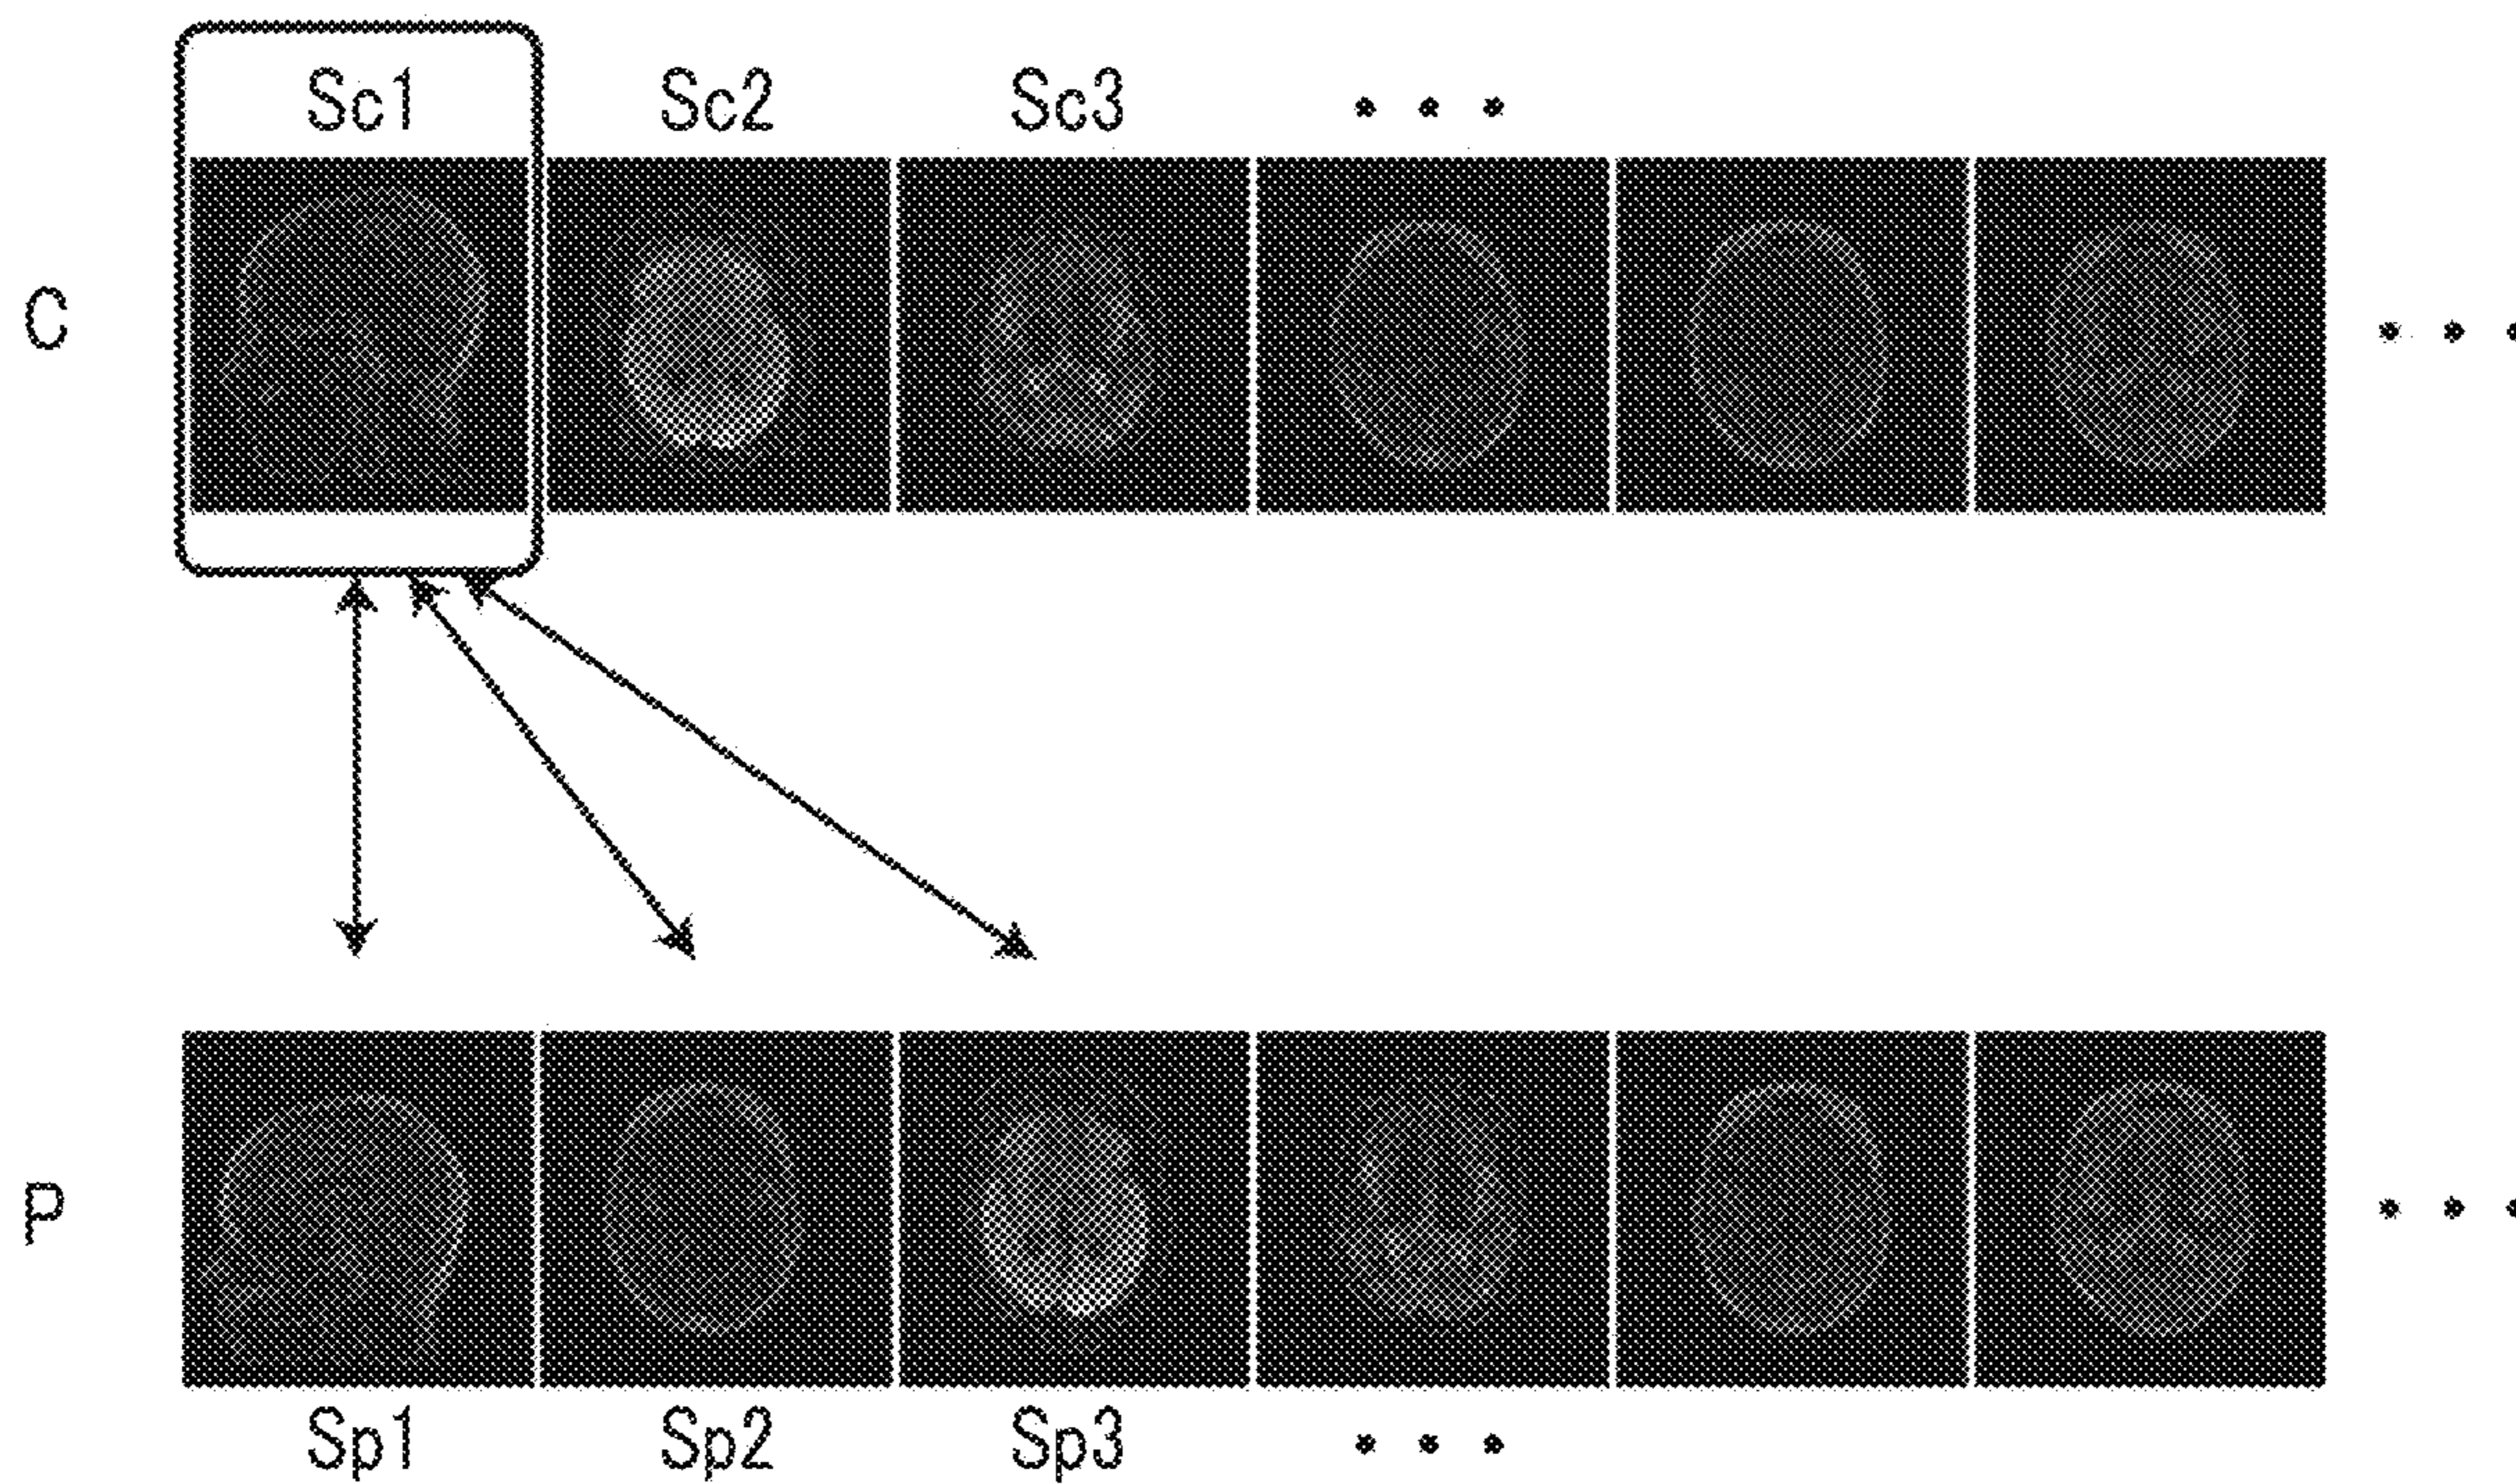 Sc1 Sc2 Sc3 • • •
C • • •
P • • •
Sp1 Sp2 Sp3 • • •